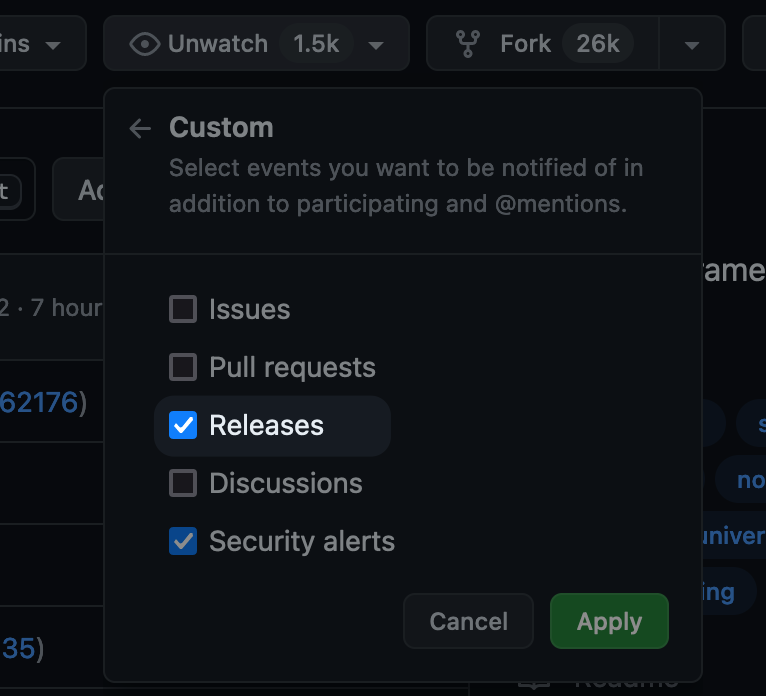 ins
Unwatch 1.5k
Fork 26k
Custom
Select events you want to be notified of in
addition to participating and @mentions.
t
Ad
rame
2 · 7 hour
Issues
62176)
Pull requests
Releases
s
Discussions
no
Security alerts
univer
ing
Cancel
Apply
35)
Readme